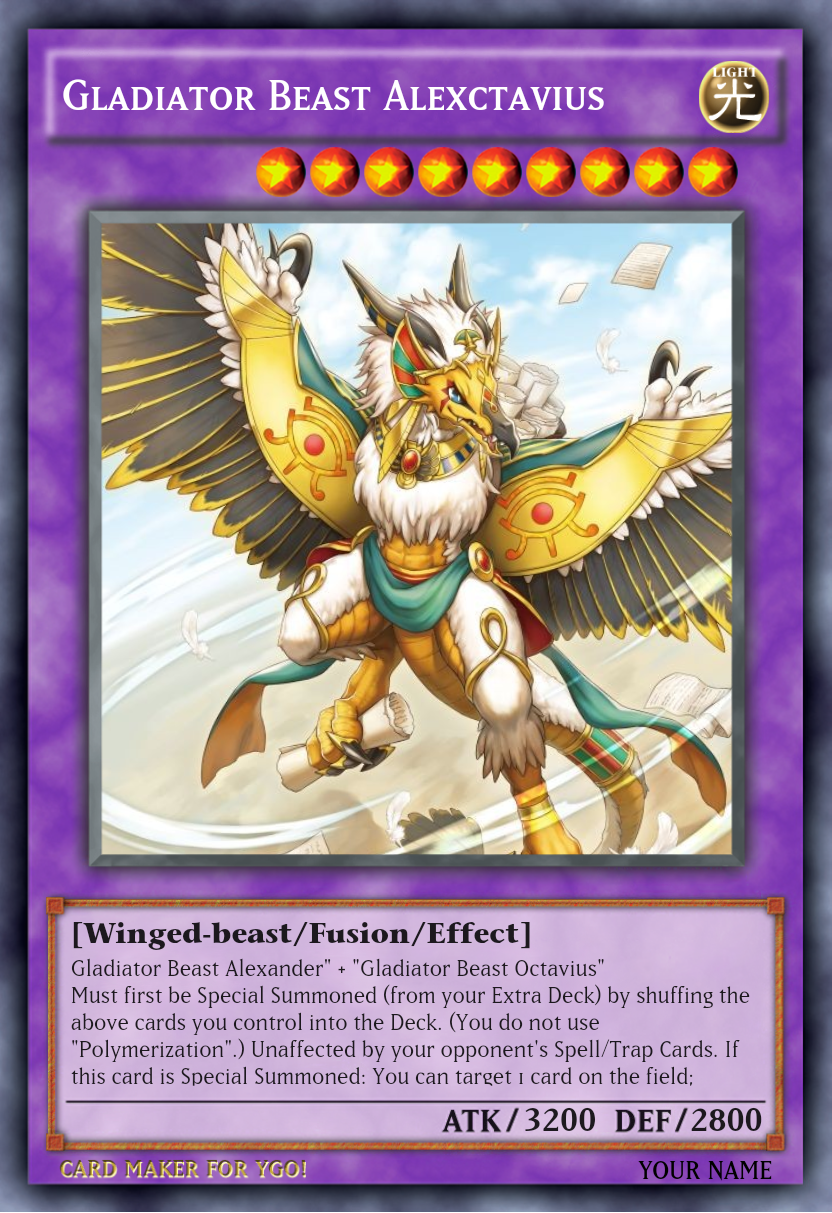 Gladiator Beast Alexctavius
LIGHT
光
[Winged-beast/Fusion/Effect]
Gladiator Beast Alexander" + "Gladiator Beast Octavius"
Must first be Special Summoned (from your Extra Deck) by shuffing the
above cards you control into the Deck. (You do not use
"Polymerization".) Unaffected by your opponent's Spell/Trap Cards. If
this card is Special Summoned: You can target 1 card on the field;
ATK/3200 DEF/2800
CARD MAKER FOR YGO! YOUR NAME